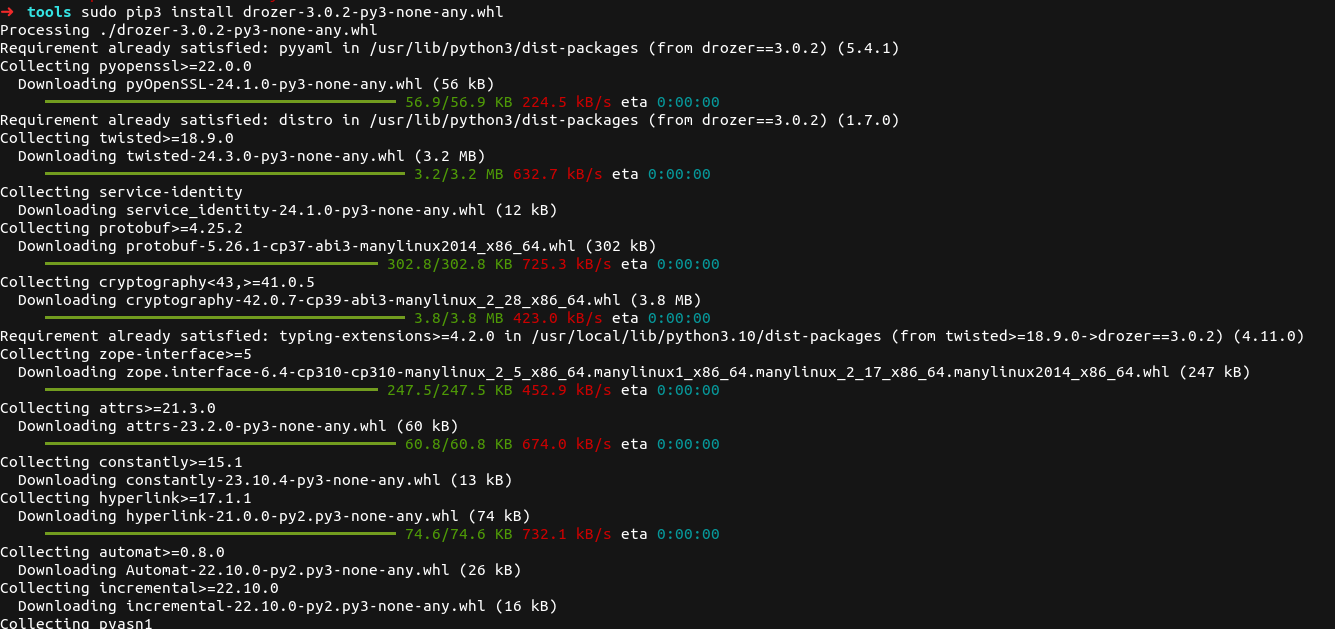 → tools sudo pip3 install drozer-3.0.2-py3-none-any.whl
Processing ./drozer-3.0.2-py3-none-any.whl
Requirement already satisfied: pyyaml in /usr/lib/python3/dist-packages (from drozer==3.0.2) (5.4.1)
Collecting pyopenssl>=22.0.0
Downloading pyOpenSSL-24.1.0-py3-none-any.whl (56 kB)
56.9/56.9 KB 224.5 kB/s eta 0:00:00
Requirement already satisfied: distro in /usr/lib/python3/dist-packages (from drozer==3.0.2) (1.7.0)
Collecting twisted>=18.9.0
Downloading twisted-24.3.0-py3-none-any.whl (3.2 MB)
3.2/3.2 MB 632.7 kB/s eta 0:00:00
Collecting service-identity
Downloading service_identity-24.1.0-py3-none-any.whl (12 kB)
Collecting protobuf>=4.25.2
Downloading protobuf-5.26.1-cp37-abi3-manylinux2014_x86_64.whl (302 kB)
302.8/302.8 KB 725.3 kB/s eta 0:00:00
Collecting cryptography<43,>=41.0.5
Downloading cryptography-42.0.7-cp39-abi3-manylinux_2_28_x86_64.whl (3.8 MB)
3.8/3.8 MB 423.0 kB/s eta 0:00:00
Requirement already satisfied: typing-extensions>=4.2.0 in /usr/local/lib/python3.10/dist-packages (from twisted>=18.9.0->drozer==3.0.2) (4.11.0)
Collecting zope-interface>=5
Downloading zope.interface-6.4-cp310-cp310-manylinux_2_5_x86_64.manylinux1_x86_64.manylinux_2_17_x86_64.manylinux2014_x86_64.whl (247 kB)
247.5/247.5 KB 452.9 kB/s eta 0:00:00
Collecting attrs>=21.3.0
Downloading attrs-23.2.0-py3-none-any.whl (60 kB)
60.8/60.8 KB 674.0 kB/s eta 0:00:00
Collecting constantly>=15.1
Downloading constantly-23.10.4-py3-none-any.whl (13 kB)
Collecting hyperlink>=17.1.1
Downloading hyperlink-21.0.0-py2.py3-none-any.whl (74 kB)
74.6/74.6 KB 732.1 kB/s eta 0:00:00
Collecting automat>=0.8.0
Downloading Automat-22.10.0-py2.py3-none-any.whl (26 kB)
Collecting incremental>=22.10.0
Downloading incremental-22.10.0-py2.py3-none-any.whl (16 kB)
Collecting pyasn1